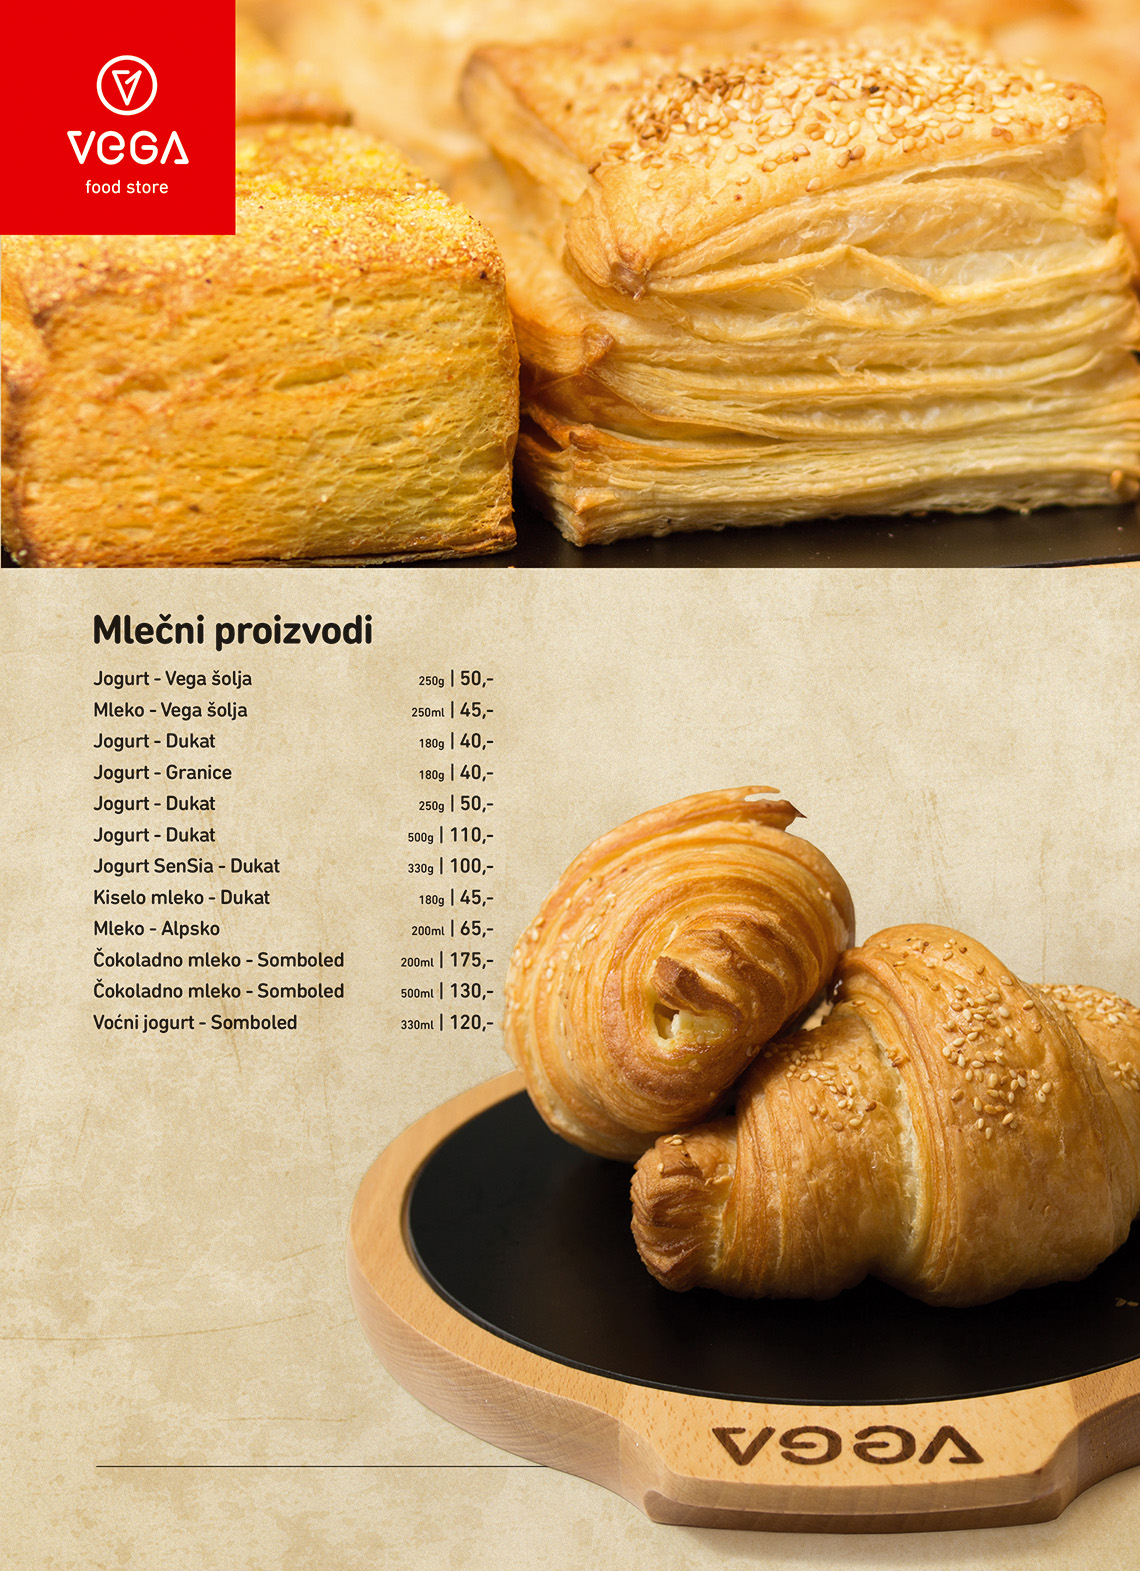 VEGA
food store
Mlečni proizvodi
Jogurt - Vega šolja 250g | 50,-
Mleko - Vega šolja 250ml | 45,-
Jogurt - Dukat 180g | 40,-
Jogurt - Granice 180g | 40,-
Jogurt - Dukat 250g | 50,-
Jogurt - Dukat 500g | 110,-
Jogurt SenSia - Dukat 330g | 100,-
Kiselo mleko - Dukat 180g | 45,-
Mleko - Alpsko 200ml | 65,-
Čokoladno mleko - Somboled 200ml | 175,-
Čokoladno mleko - Somboled 500ml | 130,-
Voćni jogurt - Somboled 330ml | 120,-
VEGA